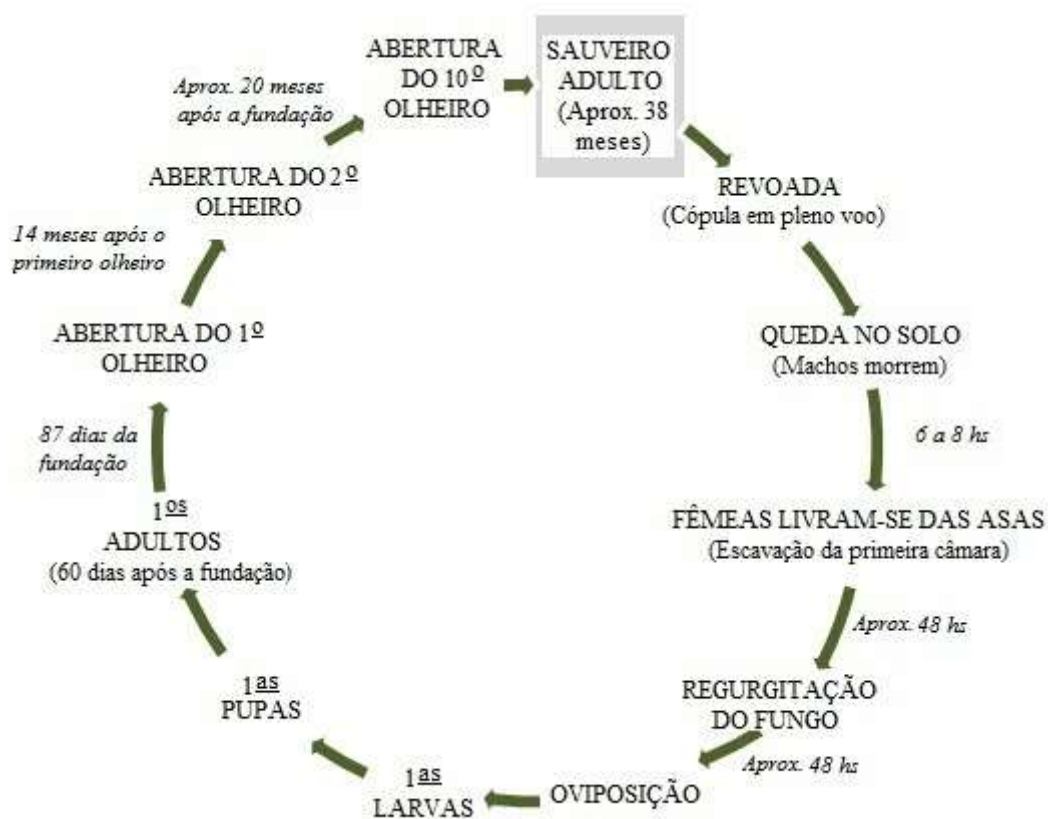 SAUVEIRO
ADULTO
(Aprox. 38
meses)
REVOADA
(Cópula em pleno voo)
QUEDA NO SOLO
(Machos morrem)
6 a 8 hs
FÊMEAS LIVRAM-SE DAS ASAS
(Escavação da primeira câmara)
Aprox. 48 hs
REGURGITAÇÃO
DO FUNGO
Aprox. 48 hs
OVIPOSIÇÃO
1as
LARVAS
1as
PUPAS
1os
ADULTOS
(60 dias após a fundação)
87 dias da
fundação
ABERTURA DO 1º
OLHEIRO
14 meses após o
primeiro olheiro
ABERTURA DO 2º
OLHEIRO
Aprox. 20 meses
após a fundação
ABERTURA
DO 10º
OLHEIRO